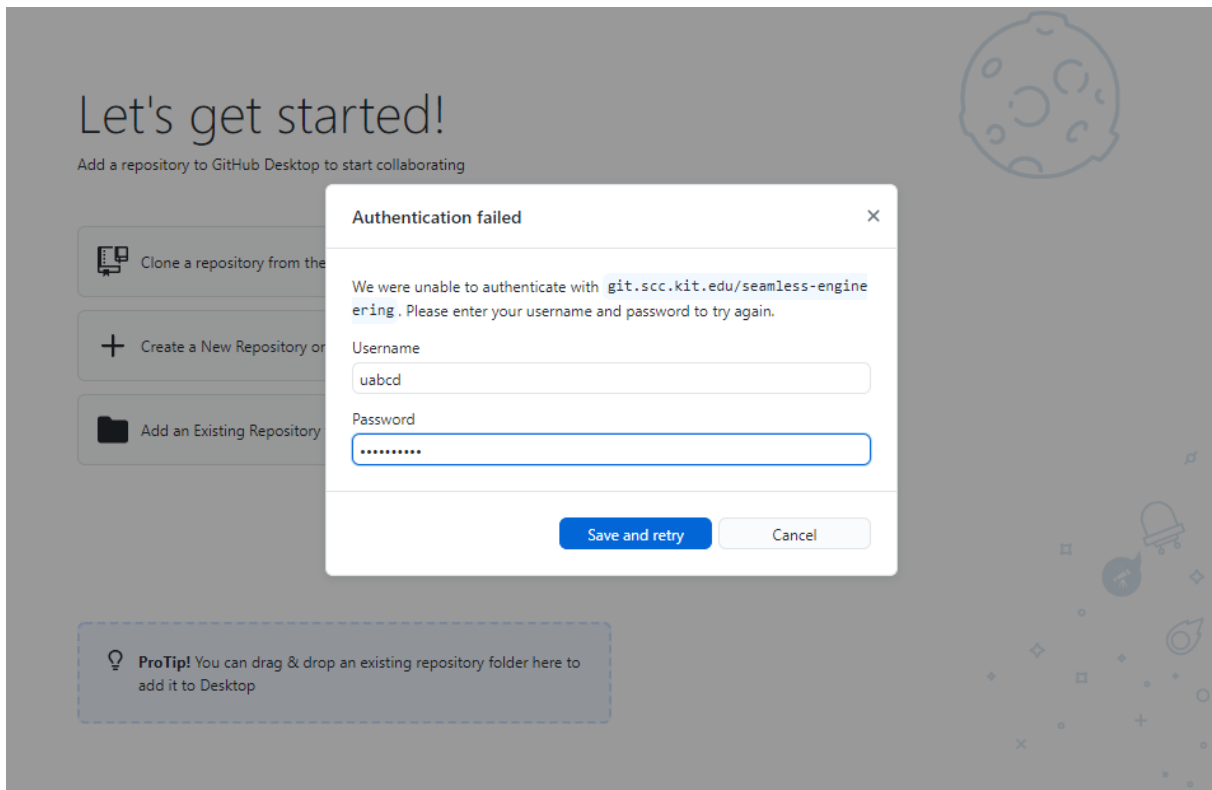 Let's get started!
Add a repository to GitHub Desktop to start collaborating
Clone a repository from the
Create a New Repository or
Add an Existing Repository
Authentication failed
We were unable to authenticate with git.scc.kit.edu/seamless-engine
ering. Please enter your username and password to try again.
Username
uabcd
Password
••••••••••
Save and retry
Cancel
ProTip! You can drag & drop an existing repository folder here to
add it to Desktop